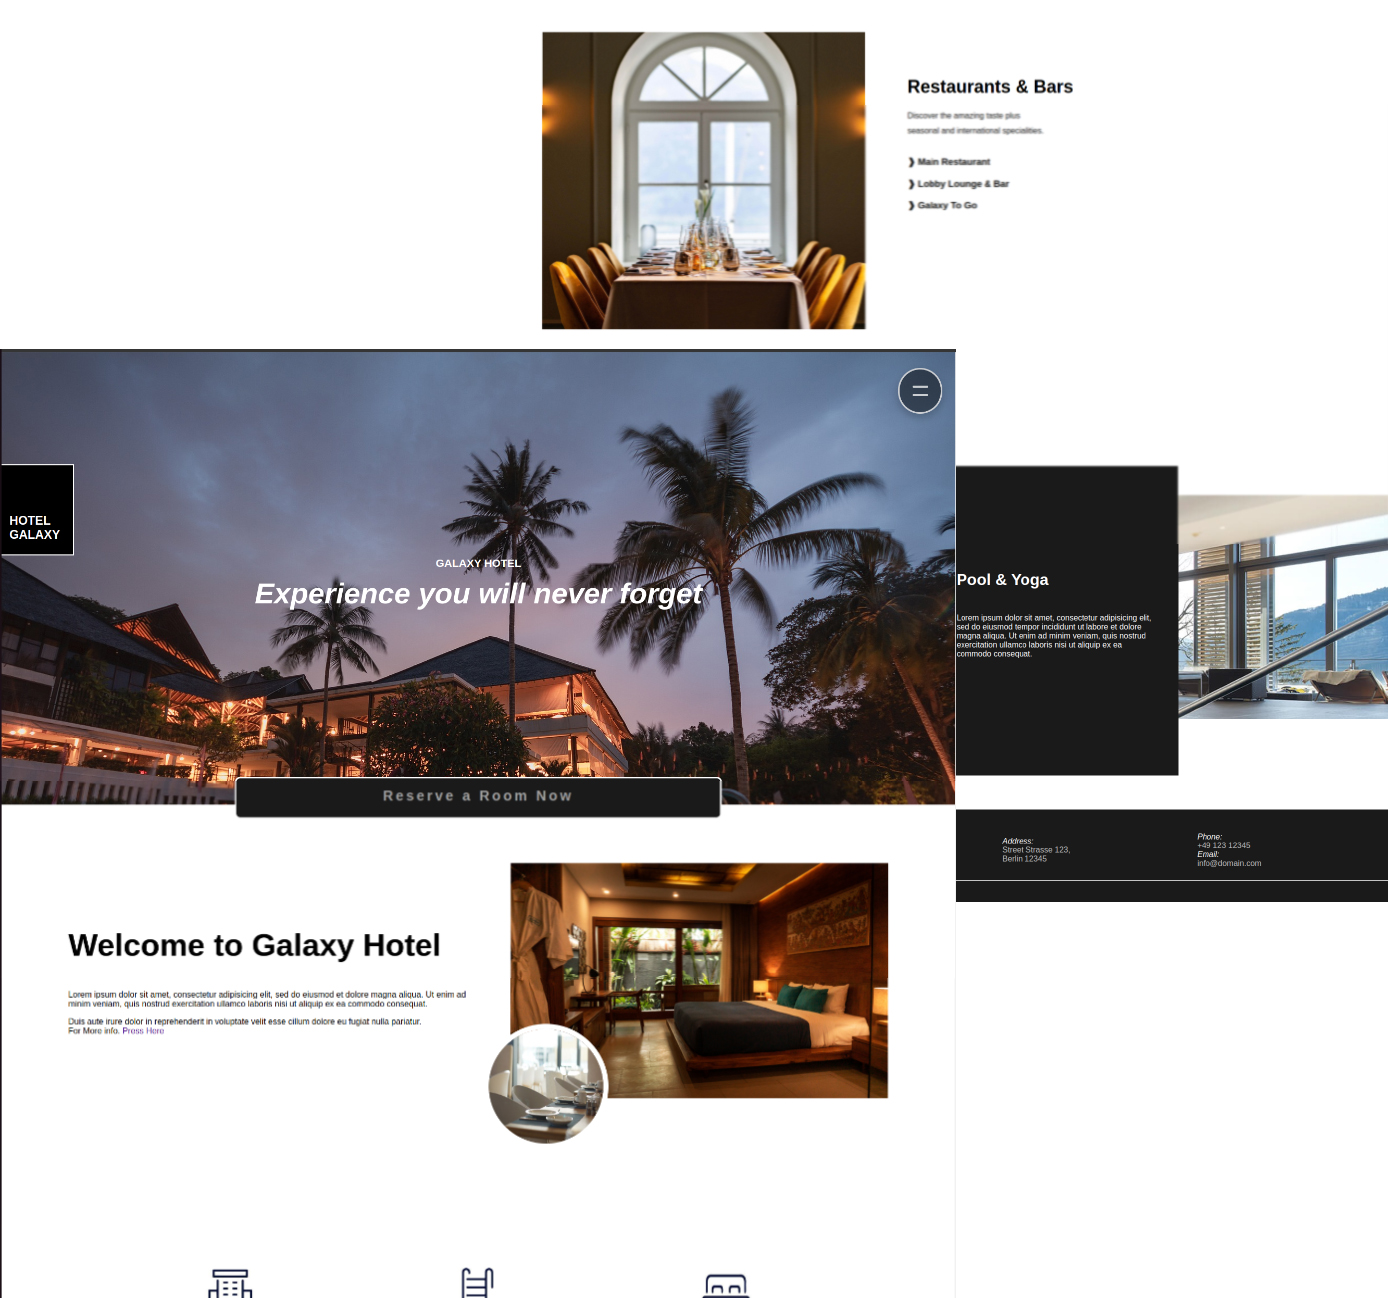 Restaurants & Bars
Discover the amazing taste plus
seasonal and international specialities.
❱ Main Restaurant
❱ Lobby Lounge & Bar
❱ Galaxy To Go
HOTEL
GALAXY
GALAXY HOTEL
Experience you will never forget
Reserve a Room Now
Welcome to Galaxy Hotel
Lorem ipsum dolor sit amet, consectetur adipisicing elit, sed do eiusmod et dolore magna aliqua. Ut enim ad
minim veniam, quis nostrud exercitation ullamco laboris nisi ut aliquip ex ea commodo consequat.
Duis aute irure dolor in reprehenderit in voluptate velit esse cillum dolore eu fugiat nulla pariatur.
For More info. Press Here
Pool & Yoga
Lorem ipsum dolor sit amet, consectetur adipisicing elit,
sed do eiusmod tempor incididunt ut labore et dolore
magna aliqua. Ut enim ad minim veniam, quis nostrud
exercitation ullamco laboris nisi ut aliquip ex ea
commodo consequat.
Address:
Street Strasse 123,
Berlin 12345
Phone:
+49 123 12345
Email:
info@domain.com